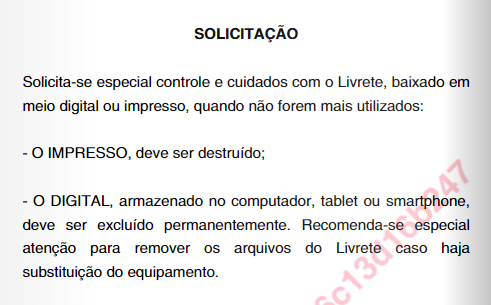 SOLICITAÇÃO
Solicita-se especial controle e cuidados com o Livrete, baixado em
meio digital ou impresso, quando não forem mais utilizados:
- O IMPRESSO, deve ser destruído;
- O DIGITAL, armazenado no computador, tablet ou smartphone,
deve ser excluído permanentemente. Recomenda-se especial
atenção para remover os arquivos do Livrete caso haja
substituição do equipamento.
6c13d16b247